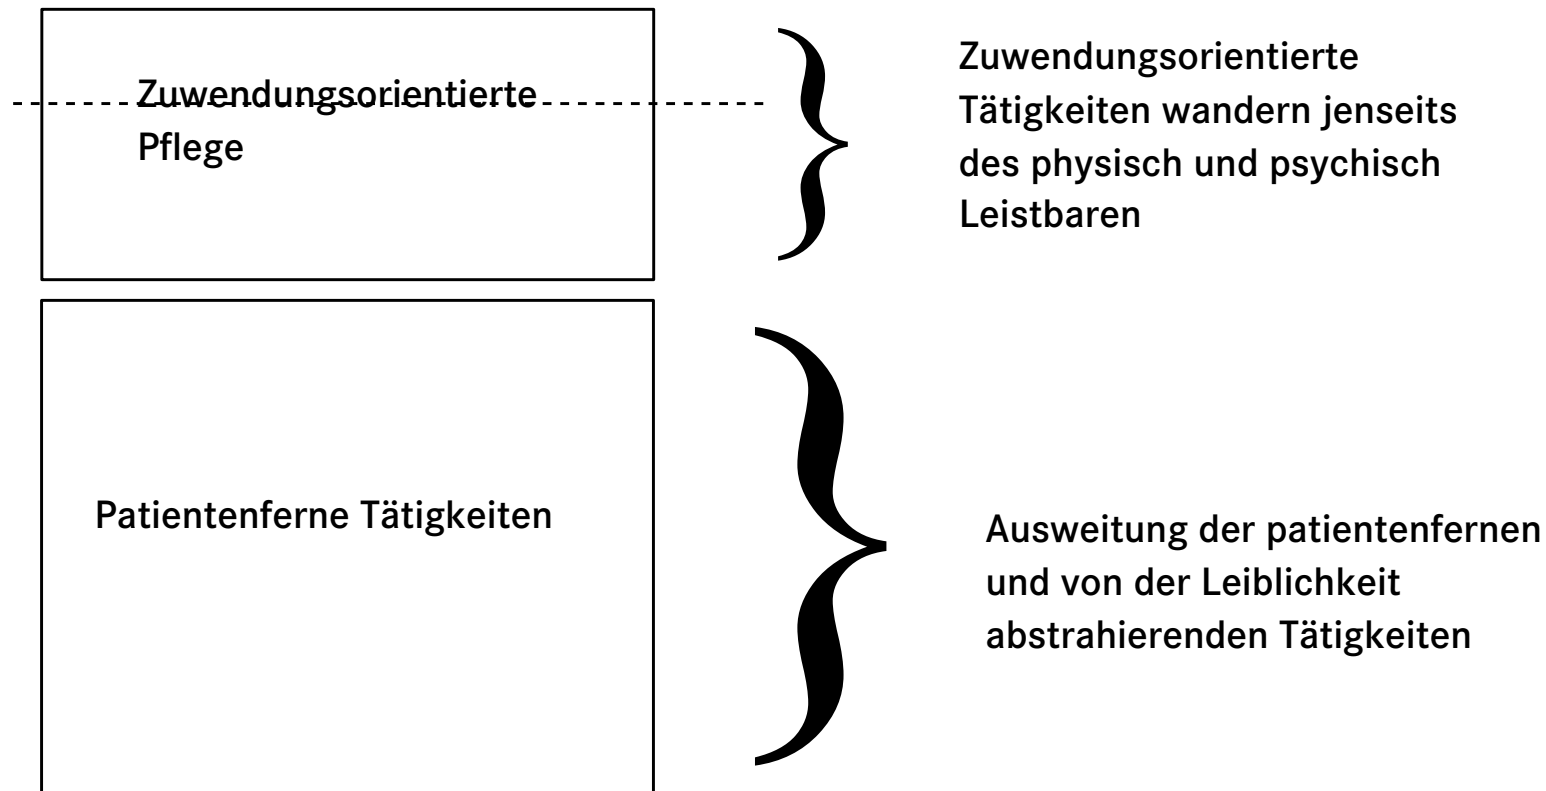 Zuwendungsorientierte
Pflege
Zuwendungsorientierte
Tätigkeiten wandern jenseits
des physisch und psychisch
Leistbaren
Patientenferne Tätigkeiten
Ausweitung der patientenfernen
und von der Leiblichkeit
abstrahierenden Tätigkeiten